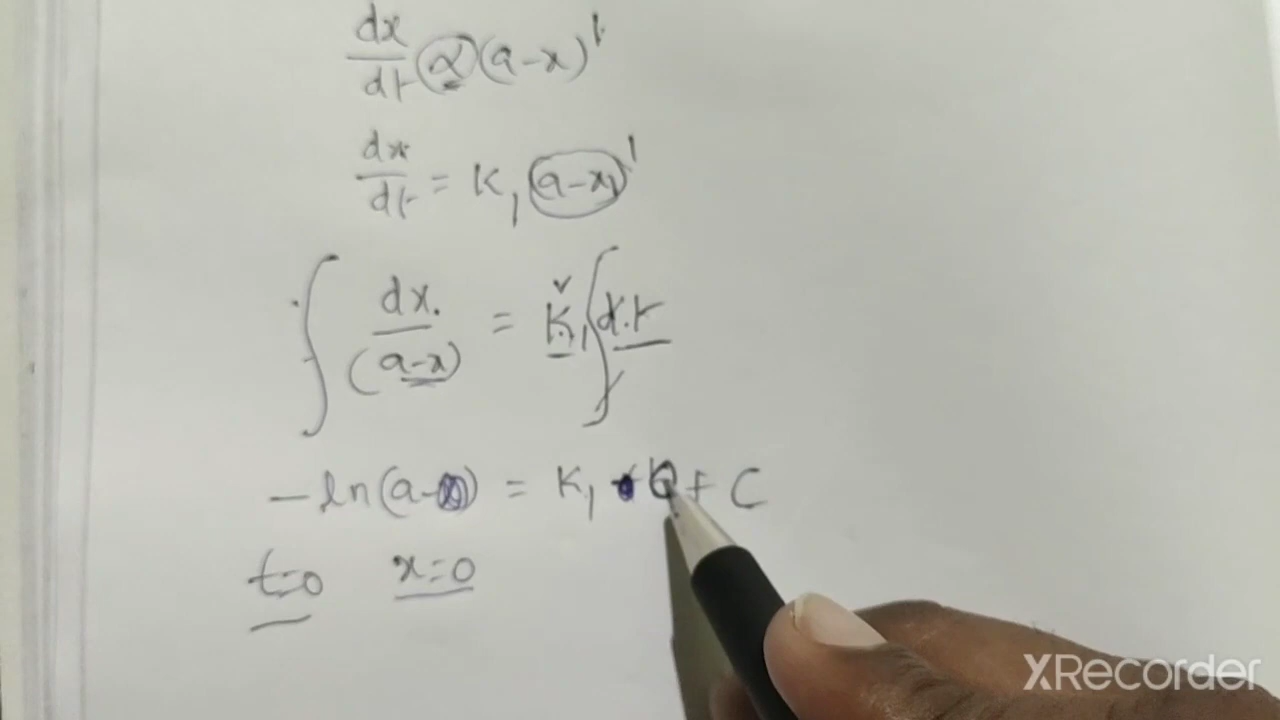 dx/dt α (a-x)¹
dx/dt = K₁ (a-x)¹
∫ dx/(a-x) = K₁ ∫ dt
-ln(a-x) = K₁ + C
t=0 x=0
XRecorder